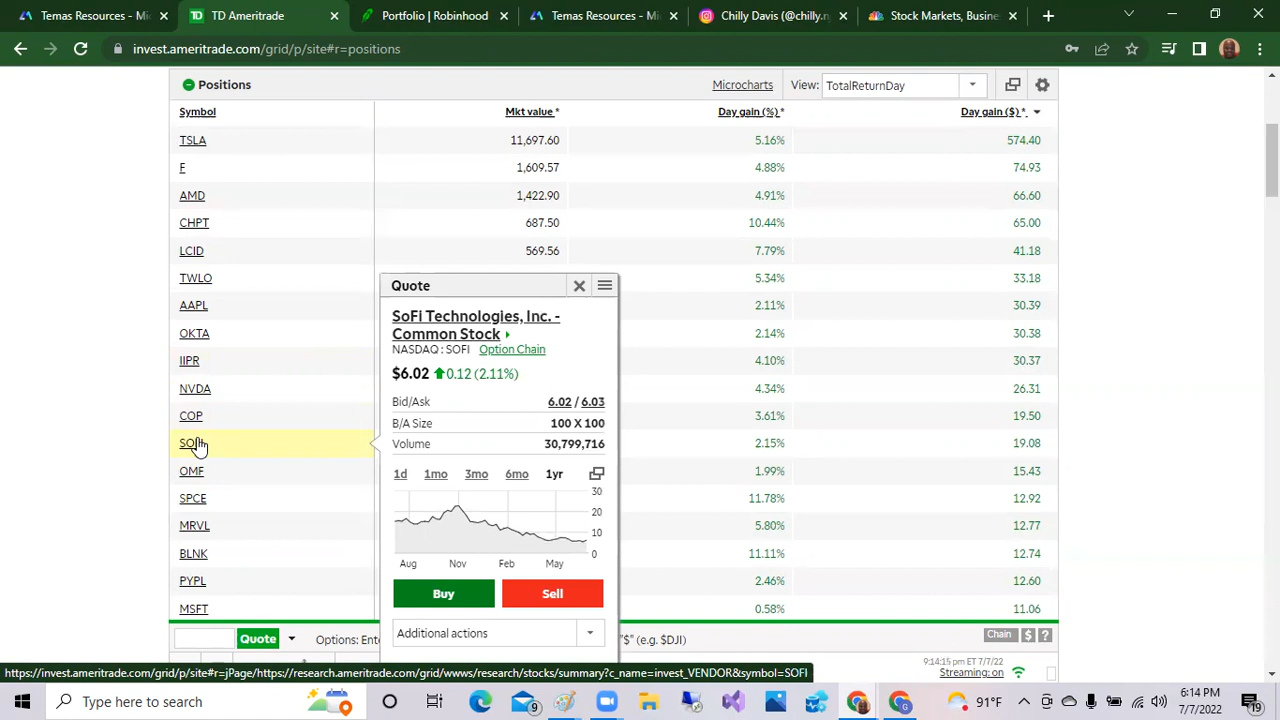 Temas Resources - Mi
TD Ameritrade
Portfolio | Robinhood
Temas Resources - Mi
Chilly Davis (@chilly.nj
Stock Markets, Busine
invest.ameritrade.com/grid/p/site#r=positions
Positions
Microcharts
View:
TotalReturnDay
Symbol Mkt value * Day gain (%) * Day gain ($) *
TSLA 11,697.60 5.16% 574.40
F 1,609.57 4.88% 74.93
AMD 1,422.90 4.91% 66.60
CHPT 687.50 10.44% 65.00
LCID 569.56 7.79% 41.18
TWLO 5.34% 33.18
AAPL 2.11% 30.39
OKTA 2.14% 30.38
IIPR 4.10% 30.37
NVDA 4.34% 26.31
COP 3.61% 19.50
SOFI 2.15% 19.08
OMF 1.99% 15.43
SPCE 11.78% 12.92
MRVL 5.80% 12.77
BLNK 11.11% 12.74
PYPL 2.46% 12.60
MSFT 0.58% 11.06
Quote
SoFi Technologies, Inc. -
Common Stock
NASDAQ : SOFI Option Chain
$6.02 0.12 (2.11%)
Bid/Ask 6.02 / 6.03
B/A Size 100 X 100
Volume 30,799,716
1d 1mo 3mo 6mo 1yr
30
20
10
0
Aug Nov Feb May
Buy Sell
Additional actions
Quote
Options: Ente
"$" (e.g. $DJI)
Chain $ ?
9:14:15 pm ET 7/7/22
Streaming: on
https://invest.ameritrade.com/grid/p/site#r=jPage/https://research.ameritrade.com/grid/wwws/research/stocks/summary?c_name=invest_VENDOR&symbol=SOFI
Type here to search
9
G
91°F
6:14 PM
7/7/2022
19